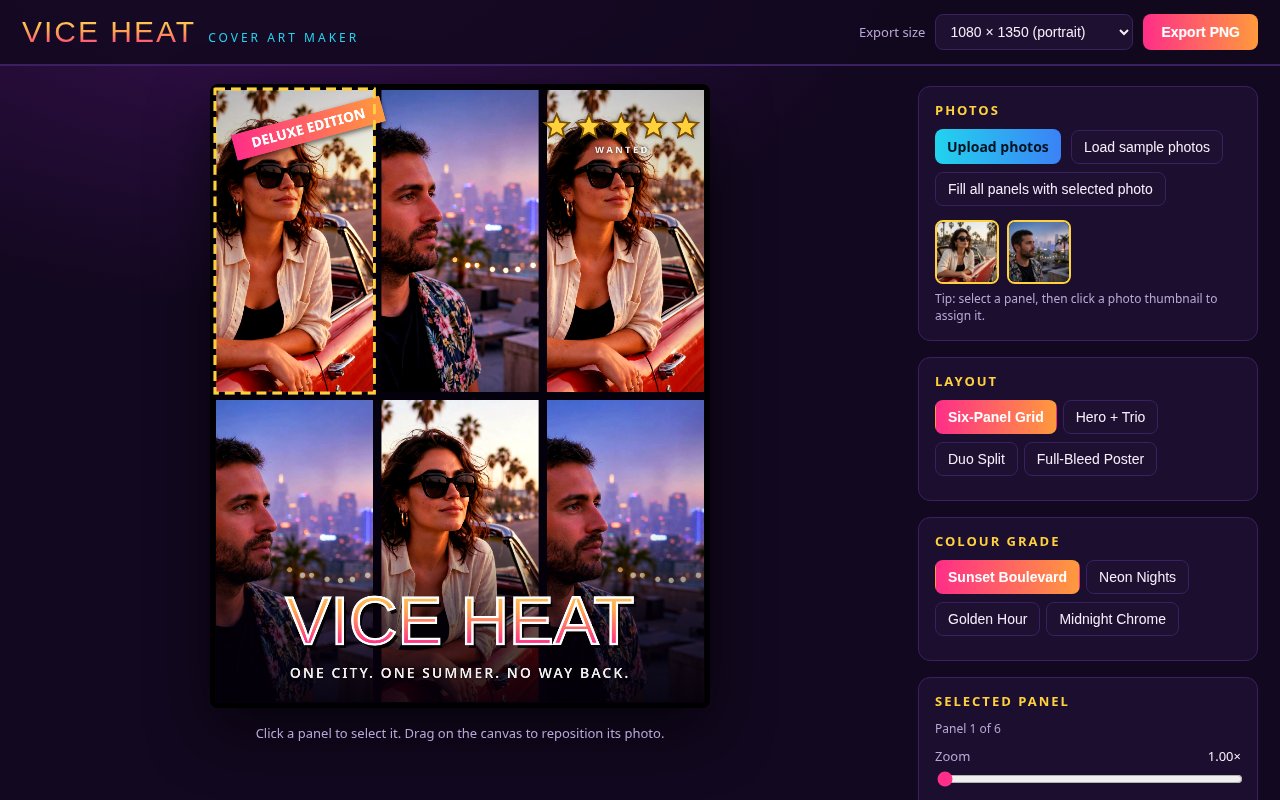 VICE HEAT COVER ART MAKER
Export size 1080 × 1350 (portrait) Export PNG
DELUXE EDITION
WANTED
VICE HEAT
ONE CITY. ONE SUMMER. NO WAY BACK.
Click a panel to select it. Drag on the canvas to reposition its photo.
PHOTOS
Upload photos Load sample photos
Fill all panels with selected photo
Tip: select a panel, then click a photo thumbnail to
assign it.
LAYOUT
Six-Panel Grid Hero + Trio
Duo Split Full-Bleed Poster
COLOUR GRADE
Sunset Boulevard Neon Nights
Golden Hour Midnight Chrome
SELECTED PANEL
Panel 1 of 6
Zoom 1.00×